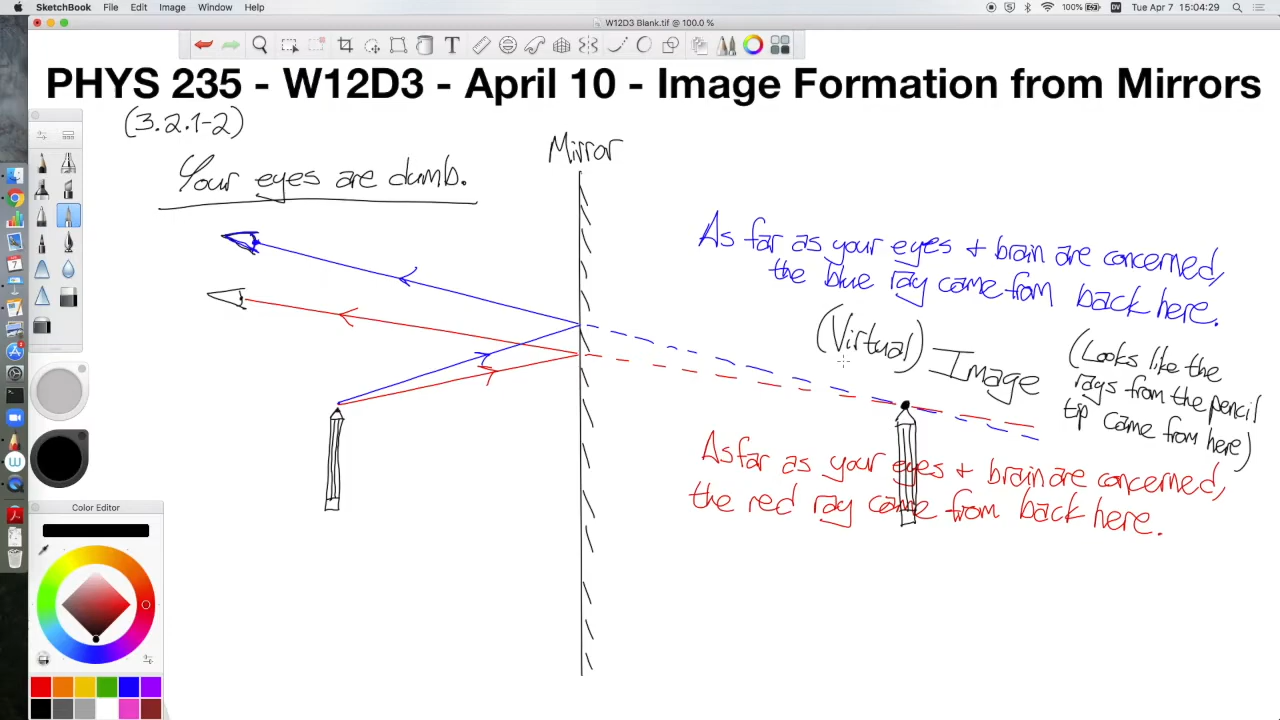 SketchBook File Edit Image Window Help
100% DV Tue Apr 7 15:04:29
W12D3 Blank.tif @ 100.0 %
PHYS 235 - W12D3 - April 10 - Image Formation from Mirrors
(3.2.1-2)
Mirror
Your eyes are dumb.
As far as your eyes + brain are concerned,
the blue ray came from back here.
(Virtual) Image
(Looks like the
rays from the pencil
tip came from here)
As far as your eyes + brain are concerned,
the red ray came from back here.
Color Editor